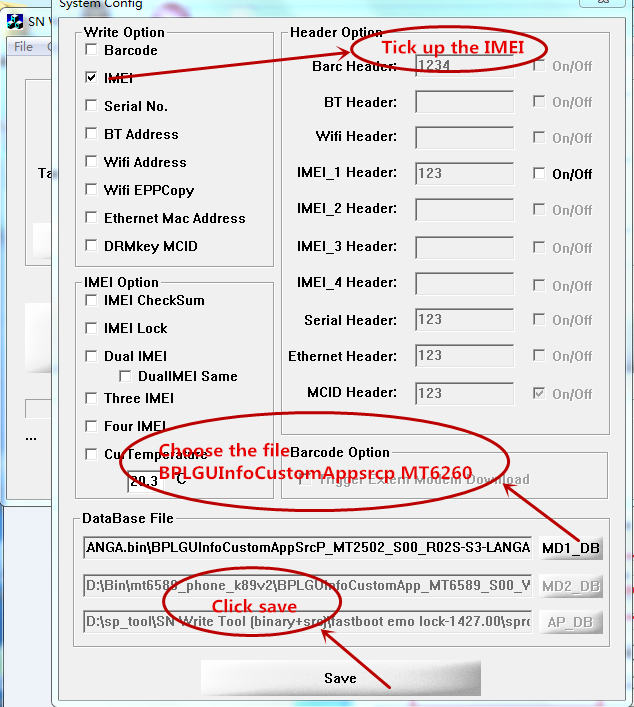 System Config
SN
File
Ta
...
Write Option
Barcode
IMEI
Serial No.
BT Address
Wifi Address
Wifi EPPCopy
Ethernet Mac Address
DRMkey MCID
Header Option
Tick up the IMEI
Barc Header: 1234 On/Off
BT Header: On/Off
Wifi Header: On/Off
IMEI_1 Header: 123 On/Off
IMEI_2 Header: On/Off
IMEI_3 Header: On/Off
IMEI_4 Header: On/Off
Serial Header: 123 On/Off
Ethernet Header: 123 On/Off
MCID Header: 123 On/Off
IMEI Option
IMEI CheckSum
IMEI Lock
Dual IMEI
DualIMEI Same
Three IMEI
Four IMEI
Cu.Temperature
20.3 C
Choose the file
BPLGUInfoCustomAppsrcp MT6260
Barcode Option
Trigger Extern Modem Download
DataBase File
ANGA.bin\BPLGUInfoCustomAppSrcP_MT2502_S00_R02S-S3-LANGA MD1_DB
D:\Bin\mt6589_phone_k89v2\BPLGUInfoCustomApp_MT6589_S00_V MD2_DB
Click save
D:\sp_tool\SN Write Tool (binary+src)\fastboot emo lock-1427.00\spro AP_DB
Save